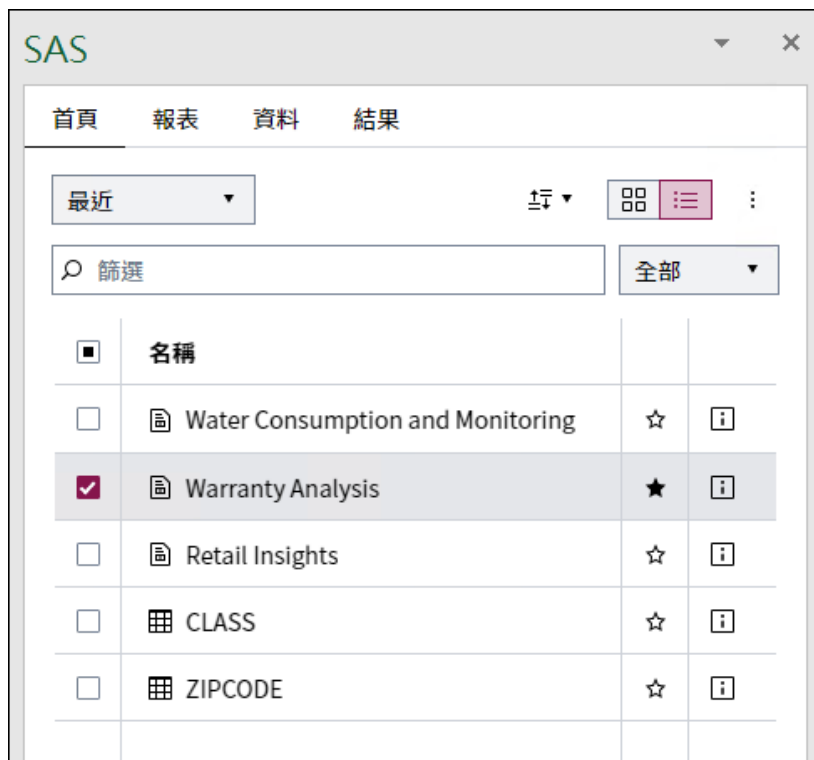 SAS
首頁 報表 資料 結果
最近
篩選 全部
名稱
Water Consumption and Monitoring
Warranty Analysis
Retail Insights
CLASS
ZIPCODE